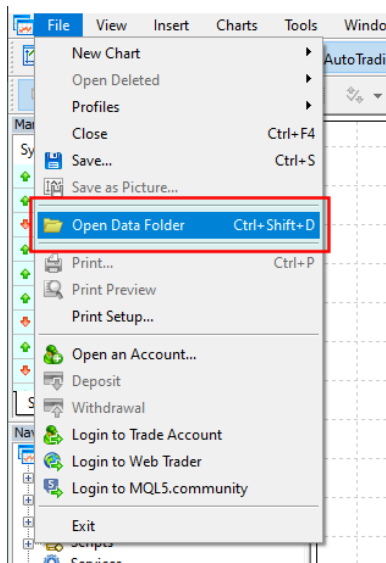 File View Insert Charts Tools Windo
AutoTradi
New Chart
Open Deleted
Profiles
Close Ctrl+F4
Mar
Save... Ctrl+S
Sy
Save as Picture...
Open Data Folder Ctrl+Shift+D
Print... Ctrl+P
Print Preview
Print Setup...
Open an Account...
Deposit
Withdrawal
S
Login to Trade Account
Nav
Login to Web Trader
Login to MQL5.community
Exit
Scripts
Services